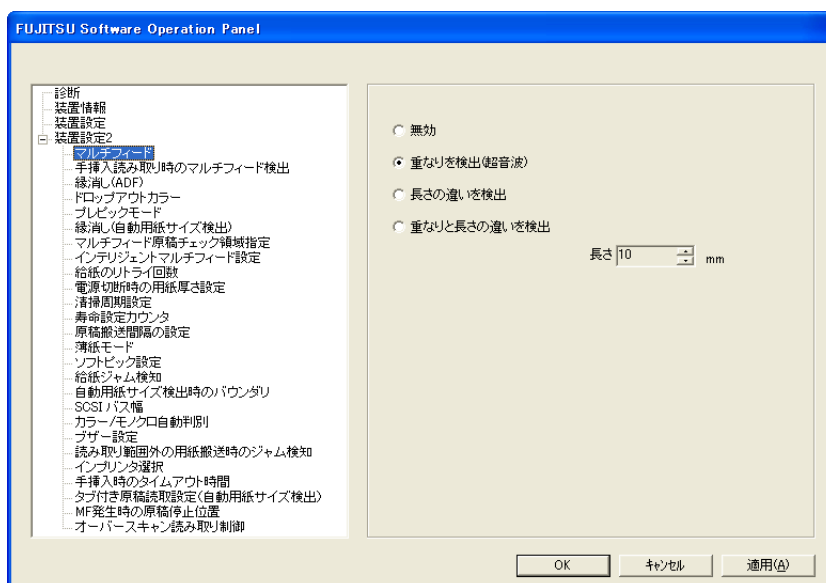 FUJITSU Software Operation Panel
診断
装置情報
装置設定
装置設定2
マルチフィード
手挿入読み取り時のマルチフィード検出
縁消し(ADF)
ドロップアウトカラー
プレピックモード
縁消し(自動用紙サイズ検出)
マルチフィード原稿チェック領域指定
インテリジェントマルチフィード設定
給紙のリトライ回数
電源切断時の用紙厚さ設定
清掃周期設定
寿命設定カウンタ
原稿搬送間隔の設定
薄紙モード
ソフトピック設定
給紙ジャム検知
自動用紙サイズ検出時のバウンダリ
SCSI バス幅
カラー/モノクロ自動判別
ブザー設定
読み取り範囲外の用紙搬送時のジャム検知
インプリンタ選択
手挿入時のタイムアウト時間
タブ付き原稿読取設定(自動用紙サイズ検出)
MF発生時の原稿停止位置
オーバースキャン読み取り制御
無効
重なりを検出(超音波)
長さの違いを検出
重なりと長さの違いを検出
長さ 10 mm
OK キャンセル 適用(A)